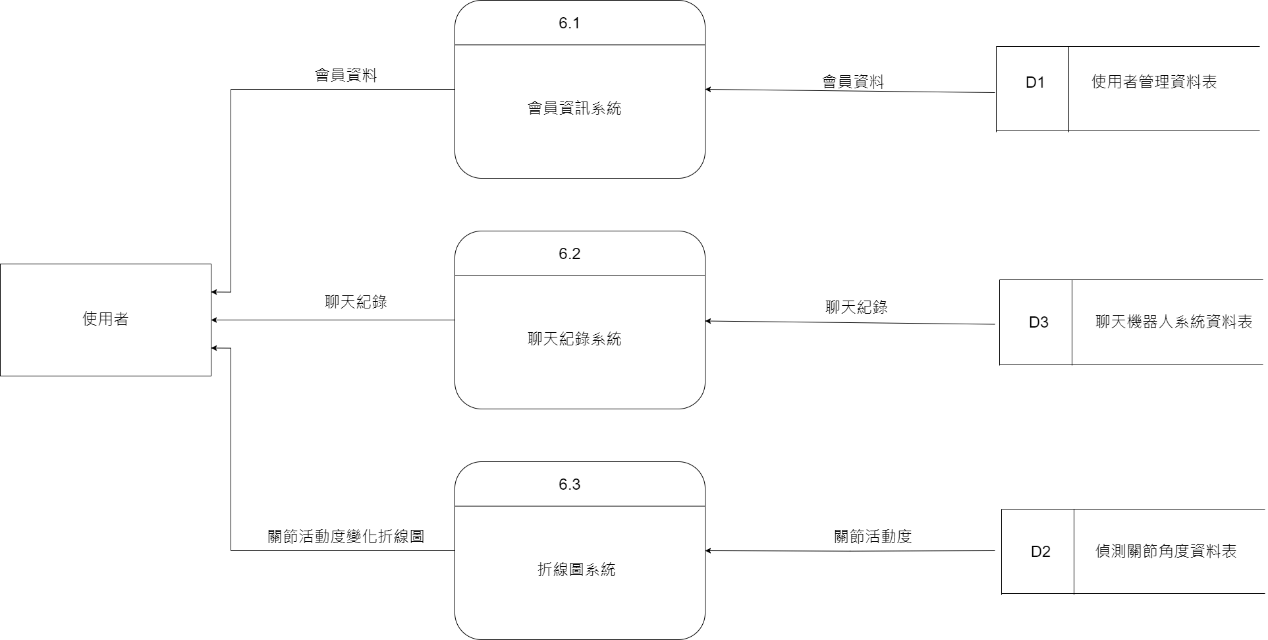 6.1
會員資料
會員資訊系統
會員資料
D1
使用者管理資料表
6.2
使用者
聊天紀錄
聊天紀錄系統
聊天紀錄
D3
聊天機器人系統資料表
6.3
關節活動度變化折線圖
折線圖系統
關節活動度
D2
偵測關節角度資料表